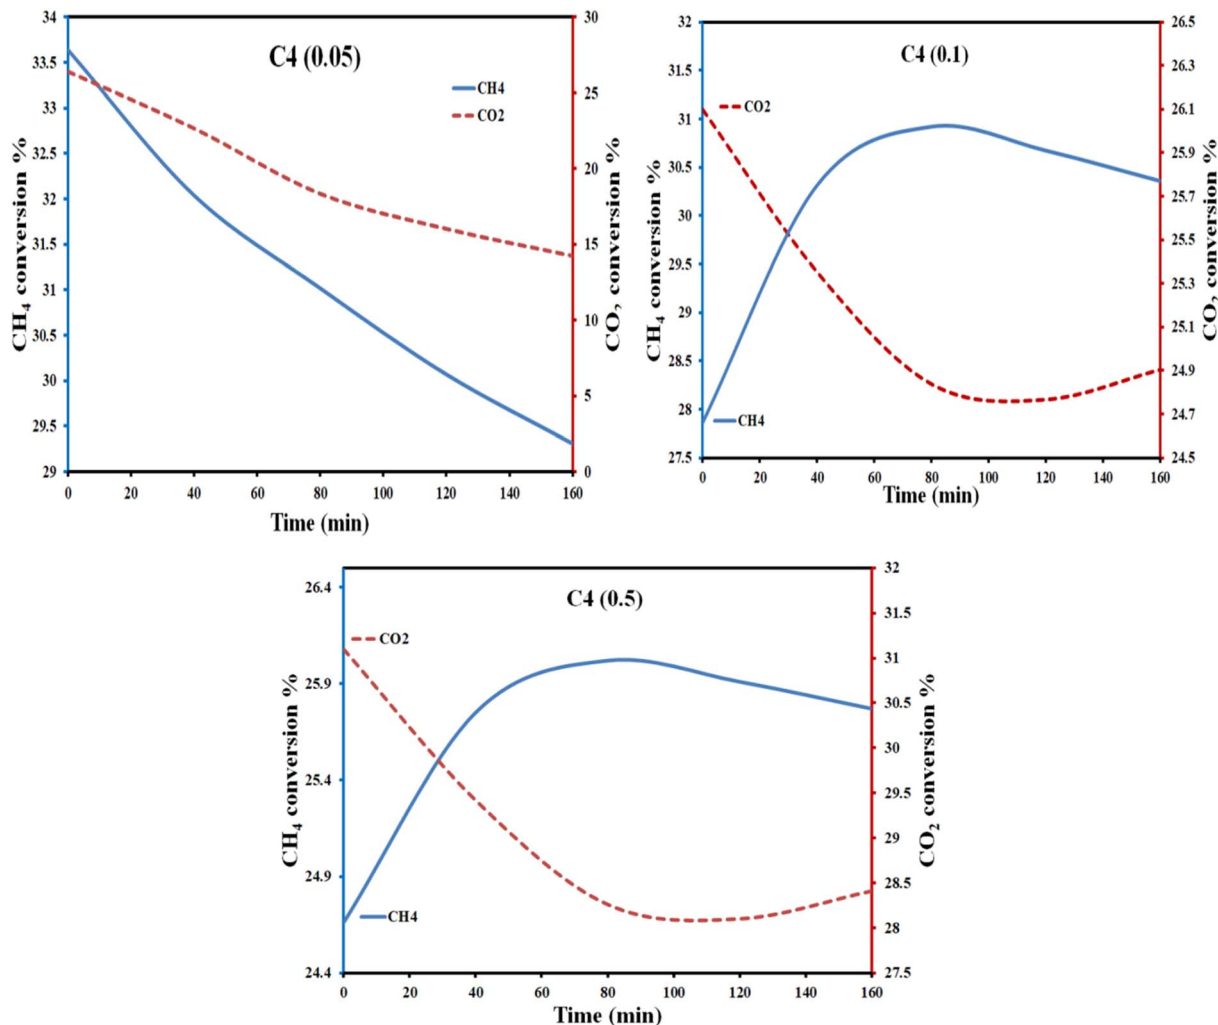 C4 (0.05)
CH4
CO2
CH₄ conversion %
34
33.5
33
32.5
32
31.5
31
30.5
30
29.5
29
CO₂ conversion %
30
25
20
15
10
5
0
0 20 40 60 80 100 120 140 160
Time (min)
C4 (0.1)
CO2
CH4
CH₄ conversion %
32
31.5
31
30.5
30
29.5
29
28.5
28
27.5
CO₂ conversion %
26.5
26.3
26.1
25.9
25.7
25.5
25.3
25.1
24.9
24.7
24.5
0 20 40 60 80 100 120 140 160
Time (min)
C4 (0.5)
CO2
CH4
CH₄ conversion %
26.4
25.9
25.4
24.9
24.4
CO₂ conversion %
32
31.5
31
30.5
30
29.5
29
28.5
28
27.5
0 20 40 60 80 100 120 140 160
Time (min)